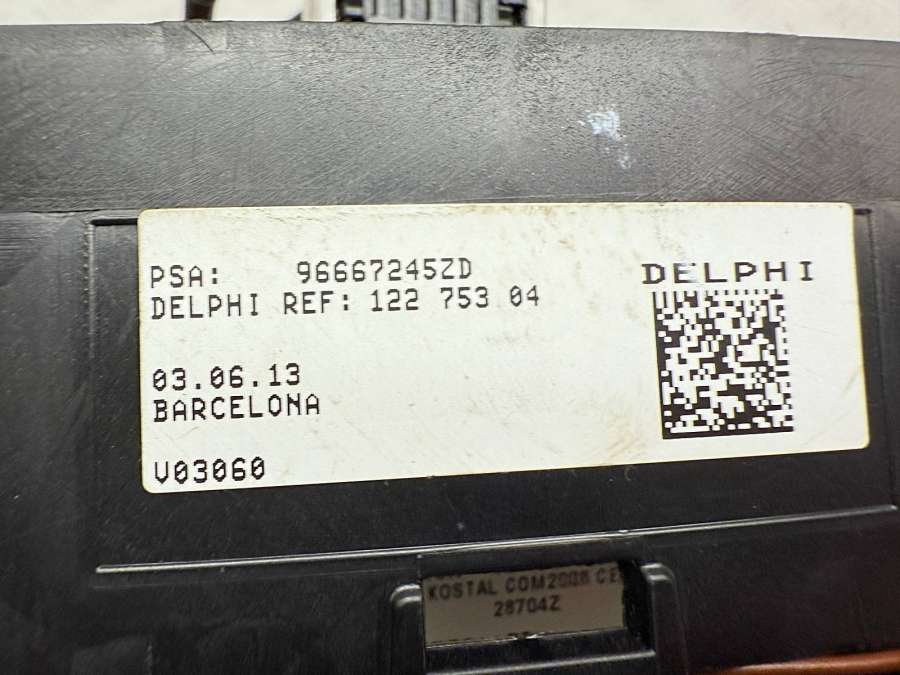 PSA: 96667245ZD
DELPHI REF: 122 753 04
DELPHI
03.06.13
BARCELONA
V03060
KOSTAL COM2008 CE
28704Z